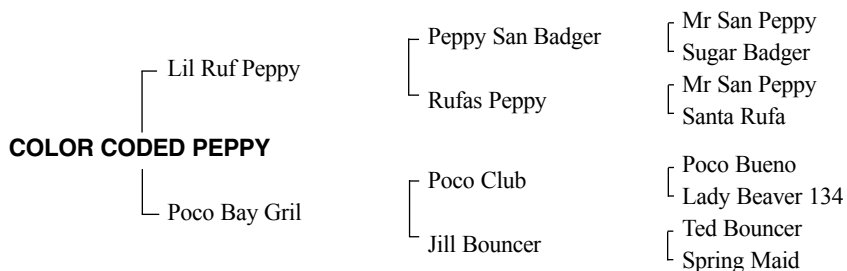 Mr San Peppy
Peppy San Badger
Sugar Badger
Lil Ruf Peppy
Mr San Peppy
Rufas Peppy
Santa Rufa
COLOR CODED PEPPY
Poco Bueno
Poco Club
Lady Beaver 134
Poco Bay Gril
Ted Bouncer
Jill Bouncer
Spring Maid